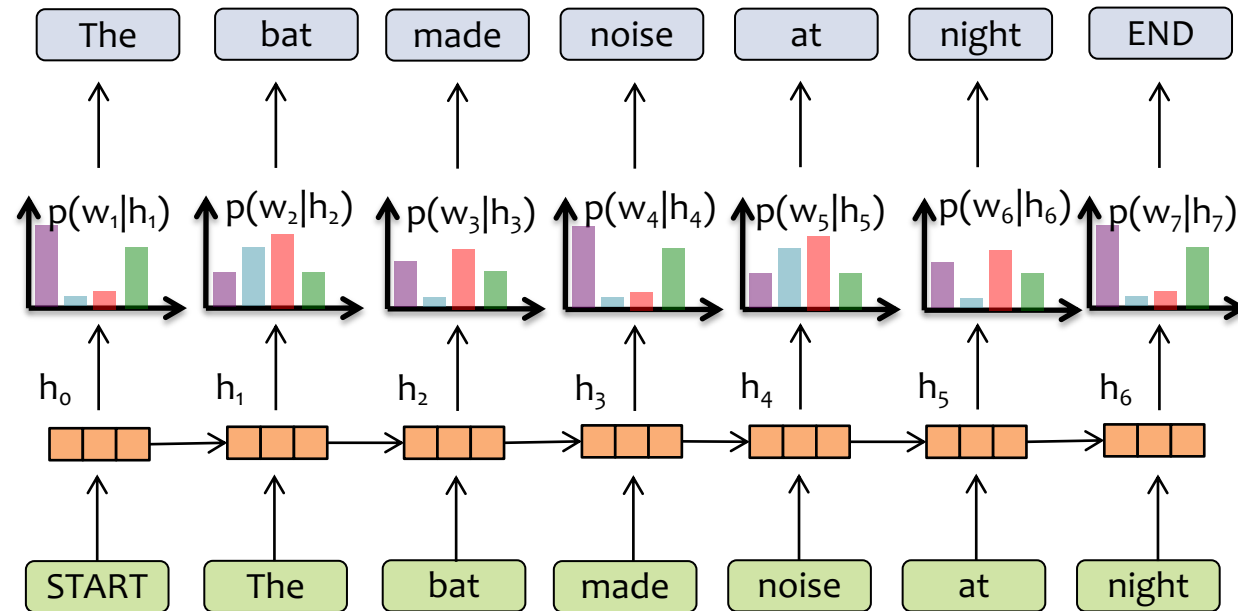 The bat made noise at night END
p(w₁|h₁) p(w₂|h₂) p(w₃|h₃) p(w₄|h₄) p(w₅|h₅) p(w₆|h₆) p(w₇|h₇)
h₀ h₁ h₂ h₃ h₄ h₅ h₆
START The bat made noise at night